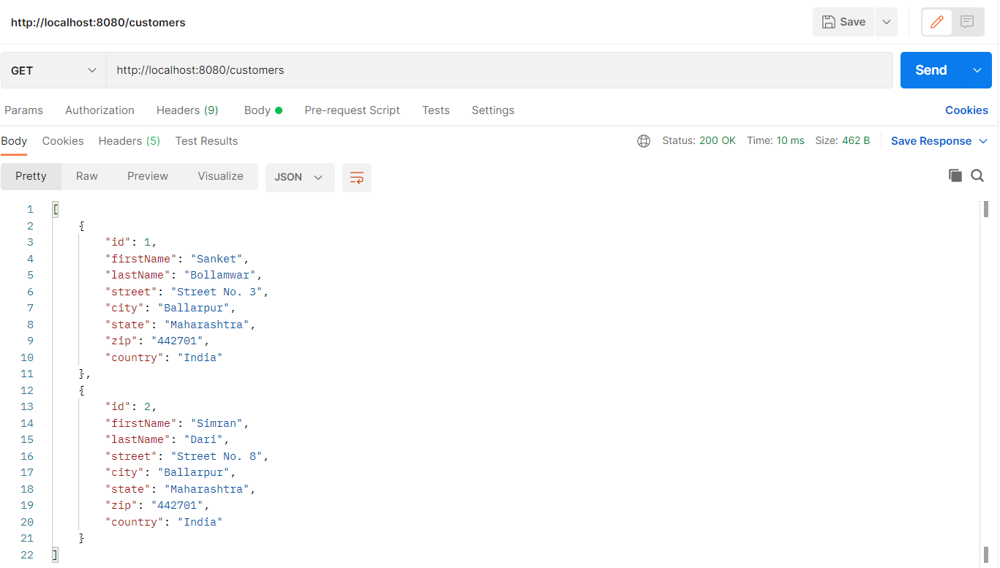 http://localhost:8080/customers Save
GET http://localhost:8080/customers Send
Params Authorization Headers (9) Body Pre-request Script Tests Settings Cookies
Body Cookies Headers (5) Test Results Status: 200 OK Time: 10 ms Size: 462 B Save Response
Pretty Raw Preview Visualize JSON
1 [
2 {
3 "id": 1,
4 "firstName": "Sanket",
5 "lastName": "Bollamwar",
6 "street": "Street No. 3",
7 "city": "Ballarpur",
8 "state": "Maharashtra",
9 "zip": "442701",
10 "country": "India"
11 },
12 {
13 "id": 2,
14 "firstName": "Simran",
15 "lastName": "Dari",
16 "street": "Street No. 8",
17 "city": "Ballarpur",
18 "state": "Maharashtra",
19 "zip": "442701",
20 "country": "India"
21 }
22 ]